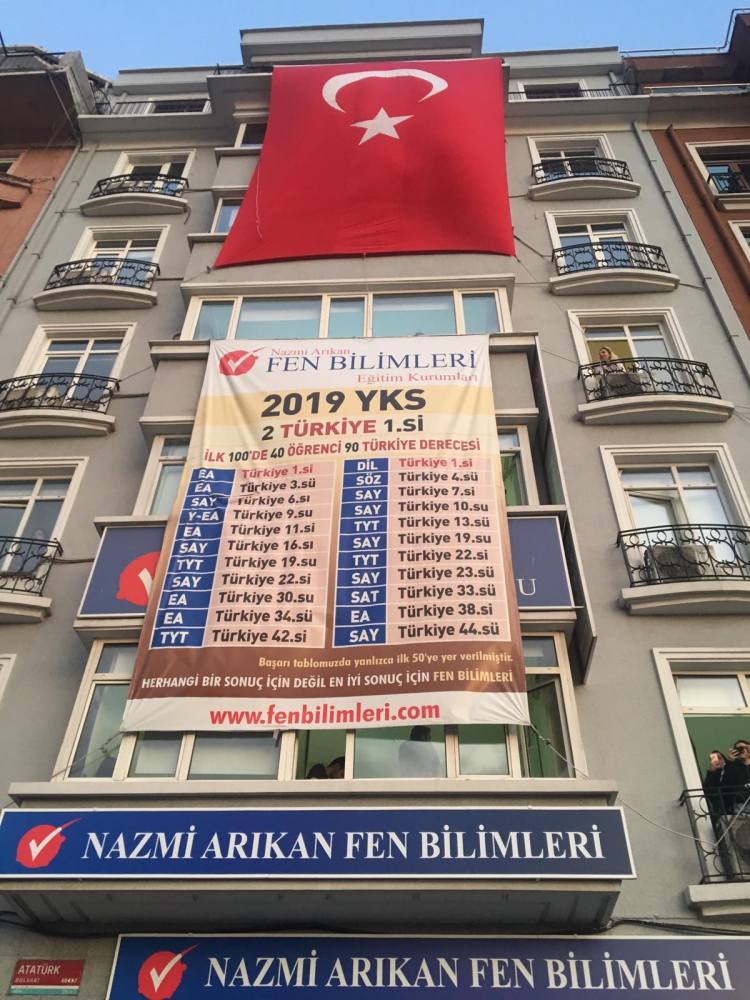 Nazmi Arıkan
FEN BİLİMLERİ
Eğitim Kurumları
2019 YKS
2 TÜRKİYE 1.Sİ
İLK 100'DE 40 ÖĞRENCİ 90 TÜRKİYE DERECESİ
EA Türkiye 1.si
EA Türkiye 3.sü
SAY Türkiye 6.sı
Y-EA Türkiye 9.su
EA Türkiye 11.si
SAY Türkiye 16.sı
TYT Türkiye 19.su
SAY Türkiye 22.si
EA Türkiye 30.su
EA Türkiye 34.sü
TYT Türkiye 42.si
DİL Türkiye 1.si
SÖZ Türkiye 4.sü
SAY Türkiye 7.si
SAY Türkiye 10.su
TYT Türkiye 13.sü
SAY Türkiye 19.su
TYT Türkiye 22.si
SAY Türkiye 23.sü
SAT Türkiye 33.sü
EA Türkiye 38.si
SAY Türkiye 44.sü
U
Başarı tablomuzda yanlızca ilk 50'ye yer verilmiştir.
HERHANGİ BİR SONUÇ İÇİN DEĞİL EN İYİ SONUÇ İÇİN FEN BİLİMLERİ
www.fenbilimleri.com
NAZMİ ARIKAN FEN BİLİMLERİ
NAZMİ ARIKAN FEN BİLİMLERİ
ATATÜRK
BULVARI